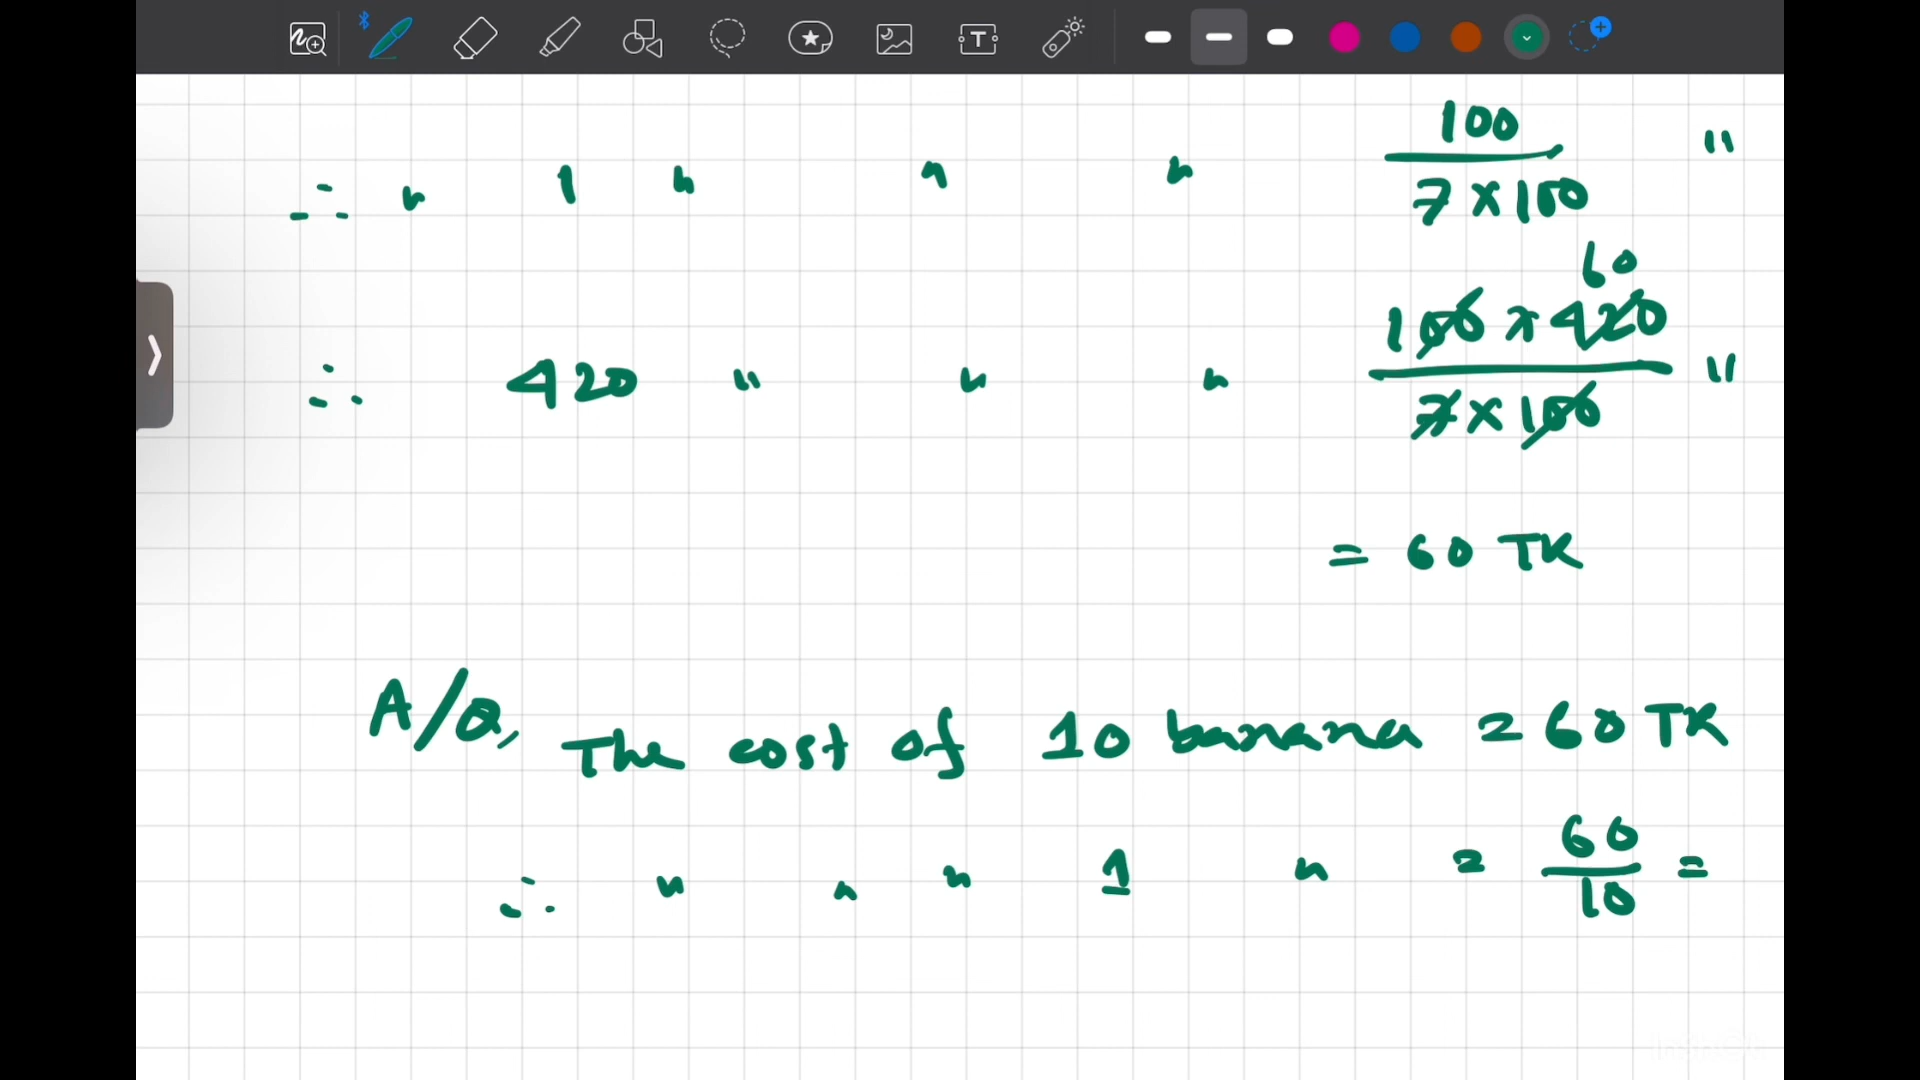 ∴ " 1 " " " 100/7×100 "
∴ 420 " " " 100×420/7×100 " 60
= 60 TK
A/Q, The cost of 10 banana = 60 TK
∴ " " " 1 " = 60/10 =